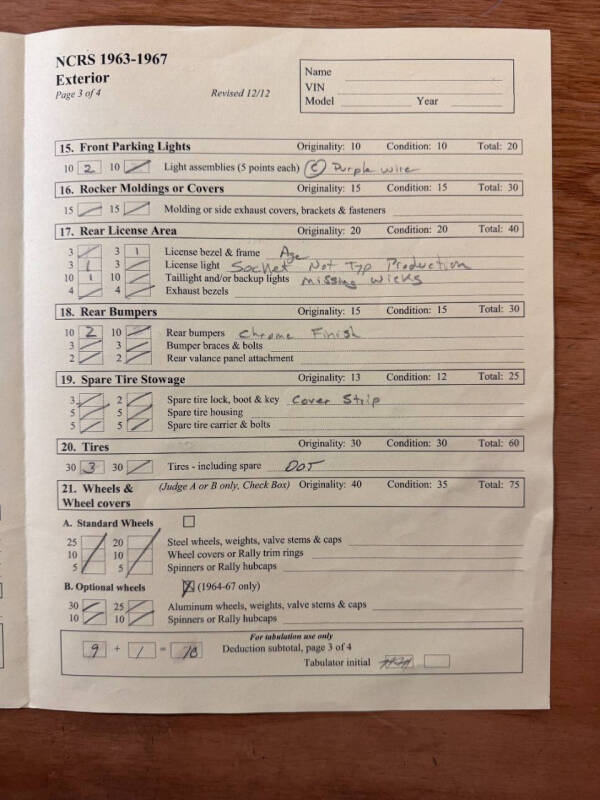 NCRS 1963-1967
Exterior
Page 3 of 4 Revised 12/12
Name
VIN
Model Year
15. Front Parking Lights Originality: 10 Condition: 10 Total: 20
10 2 10 Light assemblies (5 points each) C Purple wire
16. Rocker Moldings or Covers Originality: 15 Condition: 15 Total: 30
15 15 Molding or side exhaust covers, brackets & fasteners
17. Rear License Area Originality: 20 Condition: 20 Total: 40
3 3 1 License bezel & frame Age
3 1 3 License light Socket Not Typ Production
10 1 10 Taillight and/or backup lights missing wicks
4 4 Exhaust bezels
18. Rear Bumpers Originality: 15 Condition: 15 Total: 30
10 2 10 Rear bumpers Chrome Finish
3 3 Bumper braces & bolts
2 2 Rear valance panel attachment
19. Spare Tire Stowage Originality: 13 Condition: 12 Total: 25
3 2 Spare tire lock, boot & key Cover Strip
5 5 Spare tire housing
5 5 Spare tire carrier & bolts
20. Tires Originality: 30 Condition: 30 Total: 60
30 3 30 Tires - including spare DOT
21. Wheels & (Judge A or B only, Check Box) Originality: 40 Condition: 35 Total: 75
Wheel covers
A. Standard Wheels
25 20 Steel wheels, weights, valve stems & caps
10 10 Wheel covers or Rally trim rings
5 5 Spinners or Rally hubcaps
B. Optional wheels X (1964-67 only)
30 25 Aluminum wheels, weights, valve stems & caps
10 10 Spinners or Rally hubcaps
For tabulation use only
9 + 1 = 10 Deduction subtotal, page 3 of 4
Tabulator initial